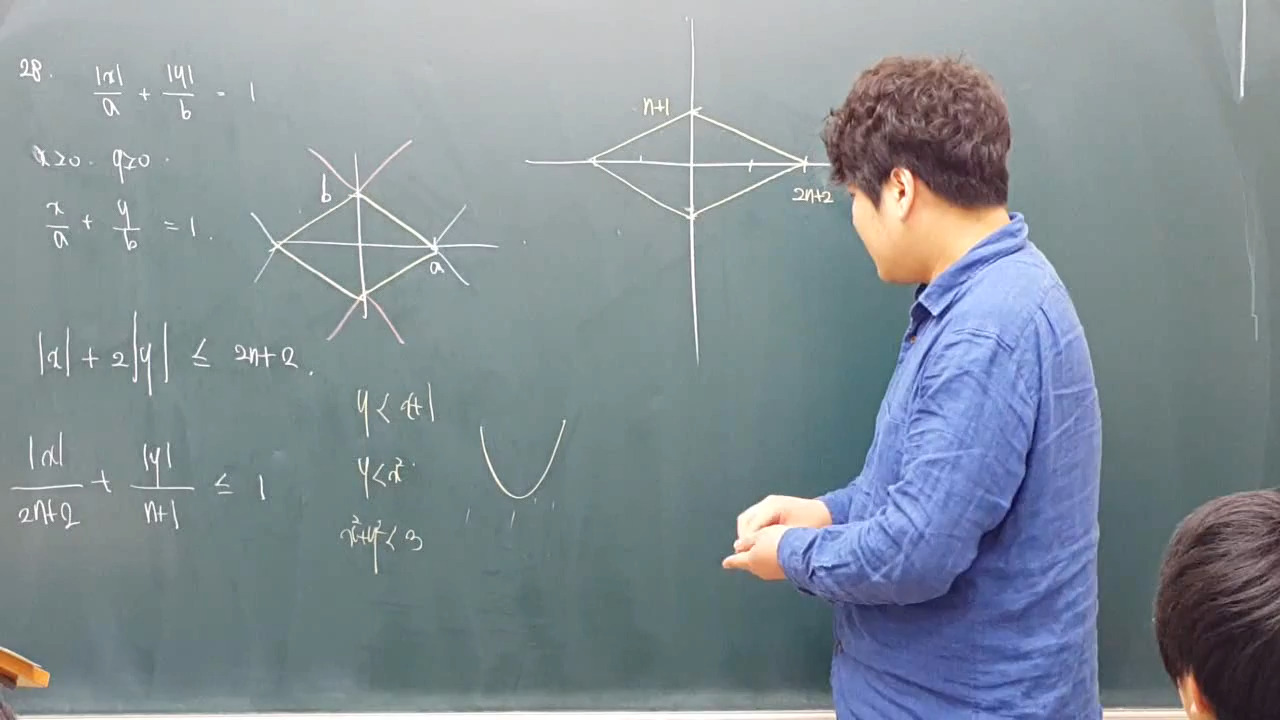 28.
|x|/a + |y|/b = 1
x≥0. y≥0.
x/a + y/b = 1.
b
a
|x| + 2|y| ≤ 2n+2.
|x|/2n+2 + |y|/n+1 ≤ 1
y < x+1
y < x²
x²+y² < 3
n+1
2n+2